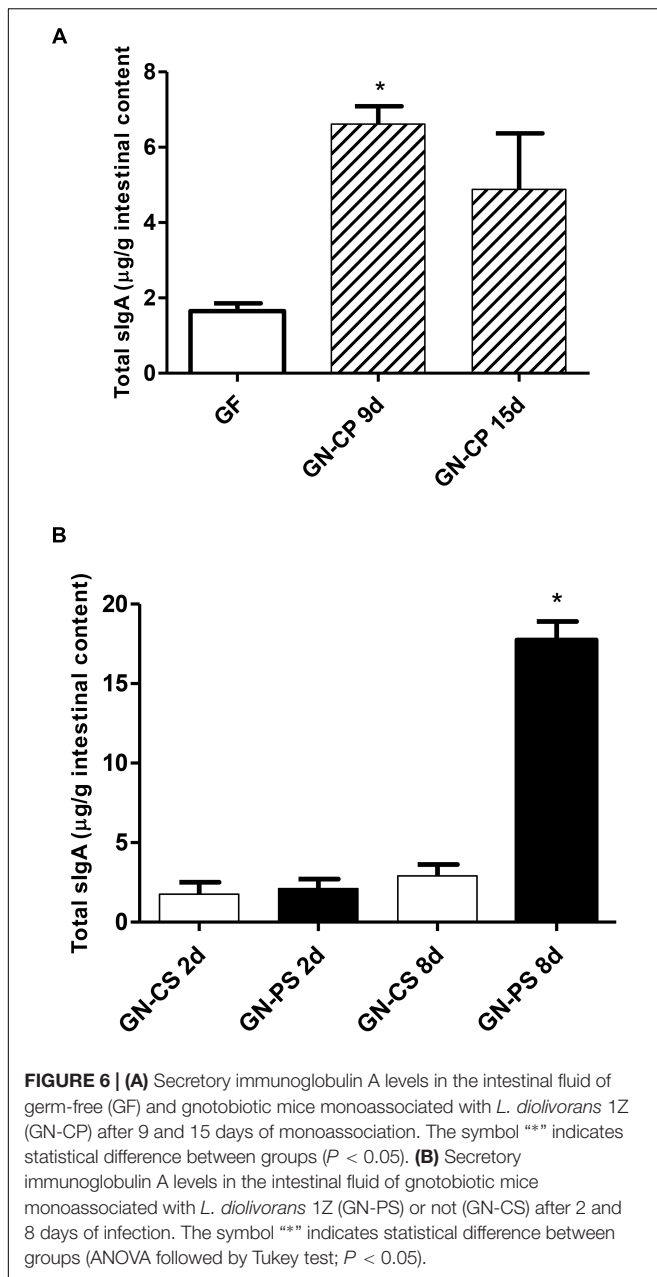 A
Total sIgA (µg/g intestinal content)
8
6
4
2
0
*
GF
GN-CP 9d
GN-CP 15d
B
Total sIgA (µg/g intestinal content)
20
15
10
5
0
*
GN-CS 2d
GN-PS 2d
GN-CS 8d
GN-PS 8d
FIGURE 6 | (A) Secretory immunoglobulin A levels in the intestinal fluid of
germ-free (GF) and gnotobiotic mice monoassociated with L. diolivorans 1Z
(GN-CP) after 9 and 15 days of monoassociation. The symbol “*” indicates
statistical difference between groups (P < 0.05). (B) Secretory
immunoglobulin A levels in the intestinal fluid of gnotobiotic mice
monoassociated with L. diolivorans 1Z (GN-PS) or not (GN-CS) after 2 and
8 days of infection. The symbol “*” indicates statistical difference between
groups (ANOVA followed by Tukey test; P < 0.05).